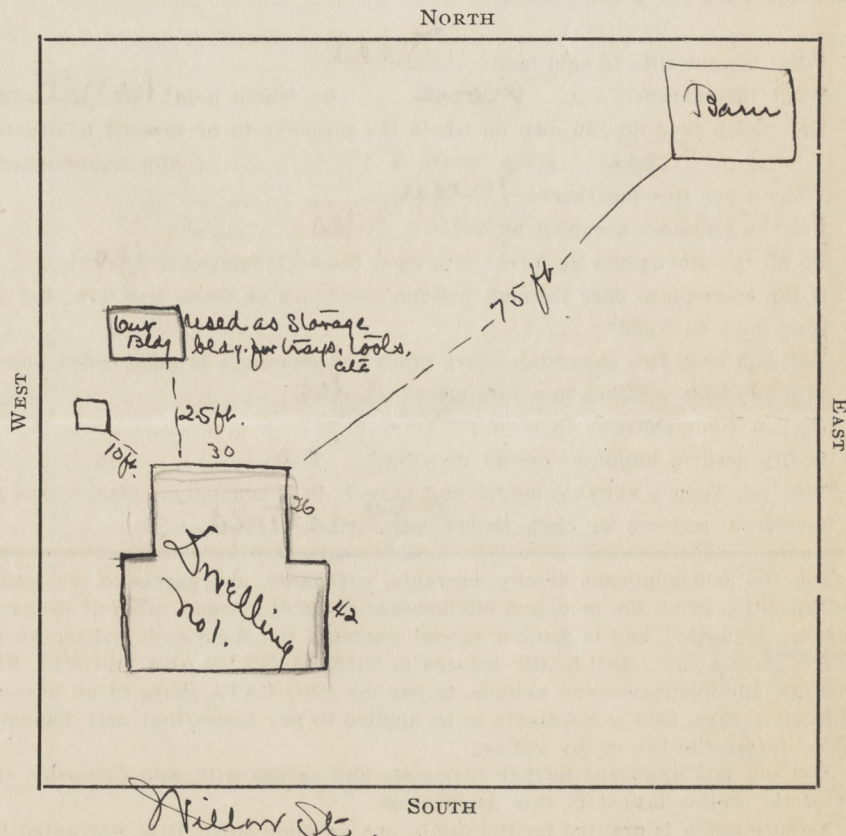 NORTH
Barn
75 ft
Out
Bldg
used as Storage
bldg. for trays, tools,
etc
WEST
EAST
25 ft.
10 ft.
30
26
Dwelling
No 1.
42
SOUTH
Willow St.